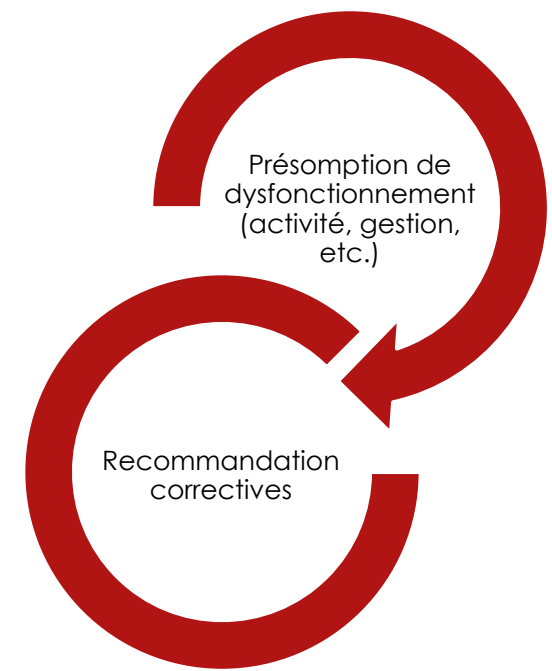 Présomption de
dysfonctionnement
(activité, gestion,
etc.)
Recommandation
correctives